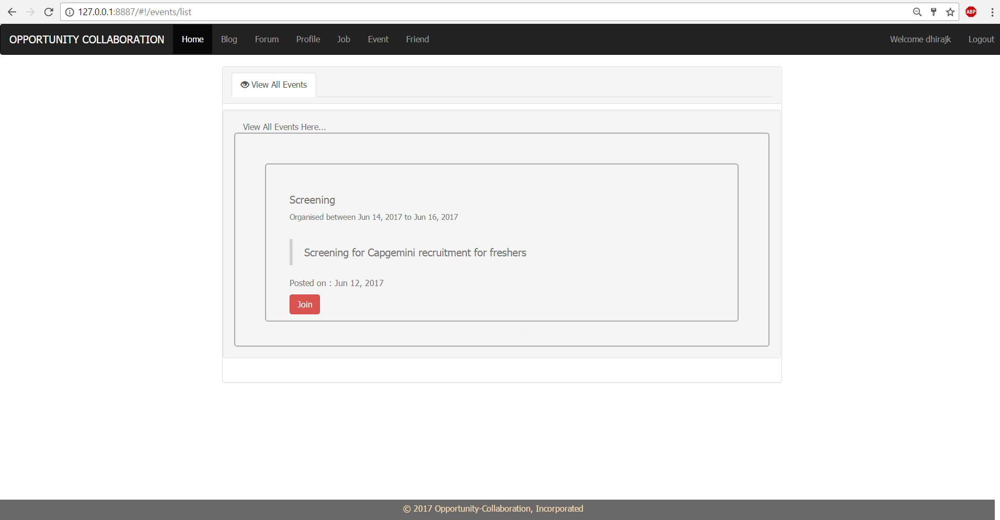 127.0.0.1:8887/#!/events/list
ABP
OPPORTUNITY COLLABORATION Home Blog Forum Profile Job Event Friend Welcome dhirajk Logout
View All Events
View All Events Here...
Screening
Organised between Jun 14, 2017 to Jun 16, 2017
Screening for Capgemini recruitment for freshers
Posted on : Jun 12, 2017
Join
© 2017 Opportunity-Collaboration, Incorporated